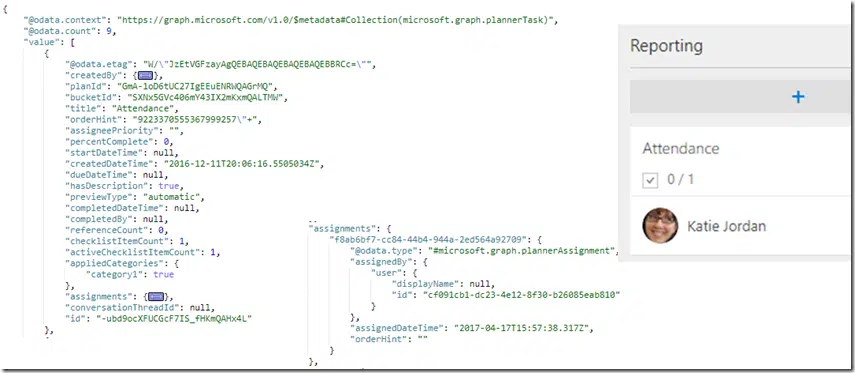 {
"@odata.context": "https://graph.microsoft.com/v1.0/$metadata#Collection(microsoft.graph.plannerTask)",
"@odata.count": 9,
"value": [
{
"@odata.etag": "W/\"JzEtVGFzayAgQEBAQEBAQEBAQEBAQEBBRCc=\"",
"createdBy": {...},
"planId": "GmA-1oD6tUC27IgEEuENRWQAGrMQ",
"bucketId": "SXNx5GVc406mY43IX2mKxmQALTMW",
"title": "Attendance",
"orderHint": "9223370555367999257\"+",
"assigneePriority": "",
"percentComplete": 0,
"startDateTime": null,
"createdDateTime": "2016-12-11T20:06:16.5505034Z",
"dueDateTime": null,
"hasDescription": true,
"previewType": "automatic",
"completedDateTime": null,
"completedBy": null,
"referenceCount": 0,
"checklistItemCount": 1,
"activeChecklistItemCount": 1,
"appliedCategories": {
"category1": true
},
"assignments": {...},
"conversationThreadId": null,
"id": "-ubd9ocXFUCGcF7IS_fHKmQAHx4L"
},
"assignments": {
"f8ab6bf7-cc84-44b4-944a-2ed564a92709": {
"@odata.type": "#microsoft.graph.plannerAssignment",
"assignedBy": {
"user": {
"displayName": null,
"id": "cf091cb1-dc23-4e12-8f30-b26085eab810"
}
},
"assignedDateTime": "2017-04-17T15:57:38.317Z",
"orderHint": ""
}
},
Reporting
+
Attendance
0 / 1
Katie Jordan